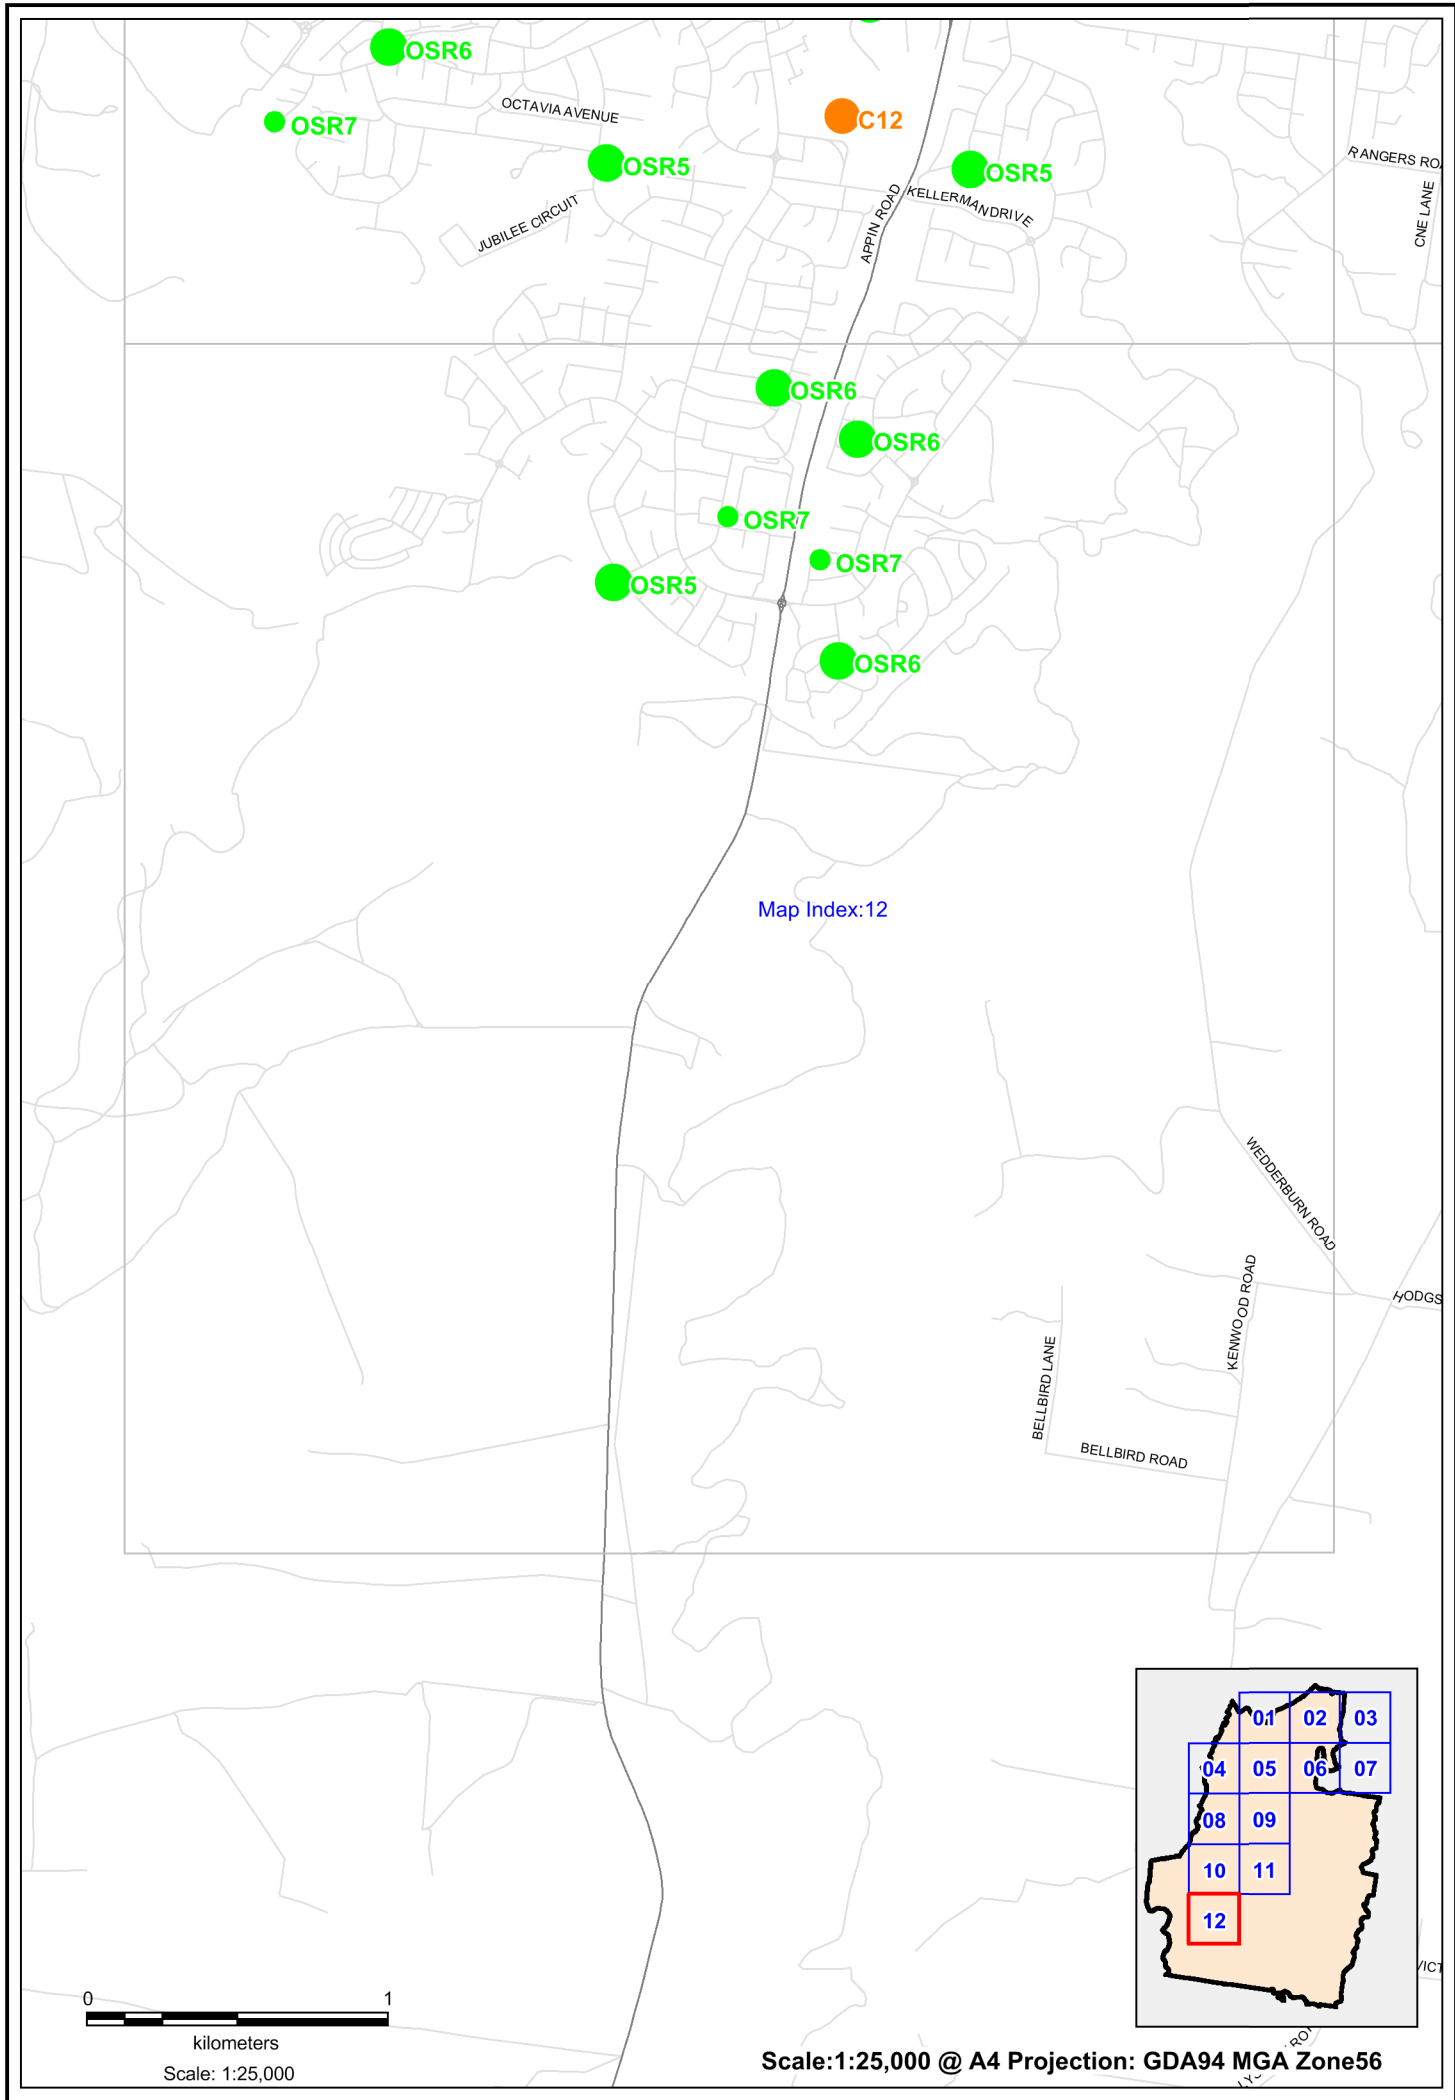 OSR6
OCTAVIA AVENUE
C12
OSR7
OSR5
OSR5
RANGERS RO
KELLERMAN DRIVE
CNE LANE
APPIN ROAD
JUBILEE CIRCUIT
OSR6
OSR6
OSR7
OSR7
OSR5
OSR6
Map Index:12
WEDDERBURN ROAD
KENWOOD ROAD
HODGS
BELLBIRD LANE
BELLBIRD ROAD
01 02 03
04 05 06 07
08 09
10 11
12
VICT
0 1
kilometers
Scale: 1:25,000
Scale:1:25,000 @ A4 Projection: GDA94 MGA Zone56